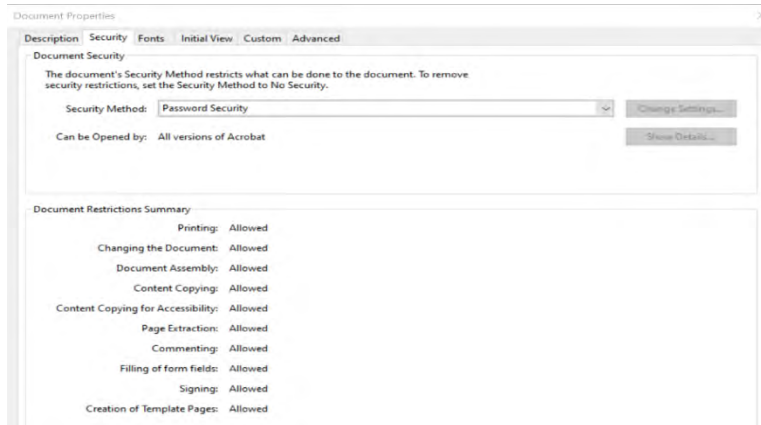 Document Properties
Description Security Fonts Initial View Custom Advanced
Document Security
The document's Security Method restricts what can be done to the document. To remove
security restrictions, set the Security Method to No Security.
Security Method: Password Security Change Settings...
Can be Opened by: All versions of Acrobat Show Details...
Document Restrictions Summary
Printing: Allowed
Changing the Document: Allowed
Document Assembly: Allowed
Content Copying: Allowed
Content Copying for Accessibility: Allowed
Page Extraction: Allowed
Commenting: Allowed
Filling of form fields: Allowed
Signing: Allowed
Creation of Template Pages: Allowed